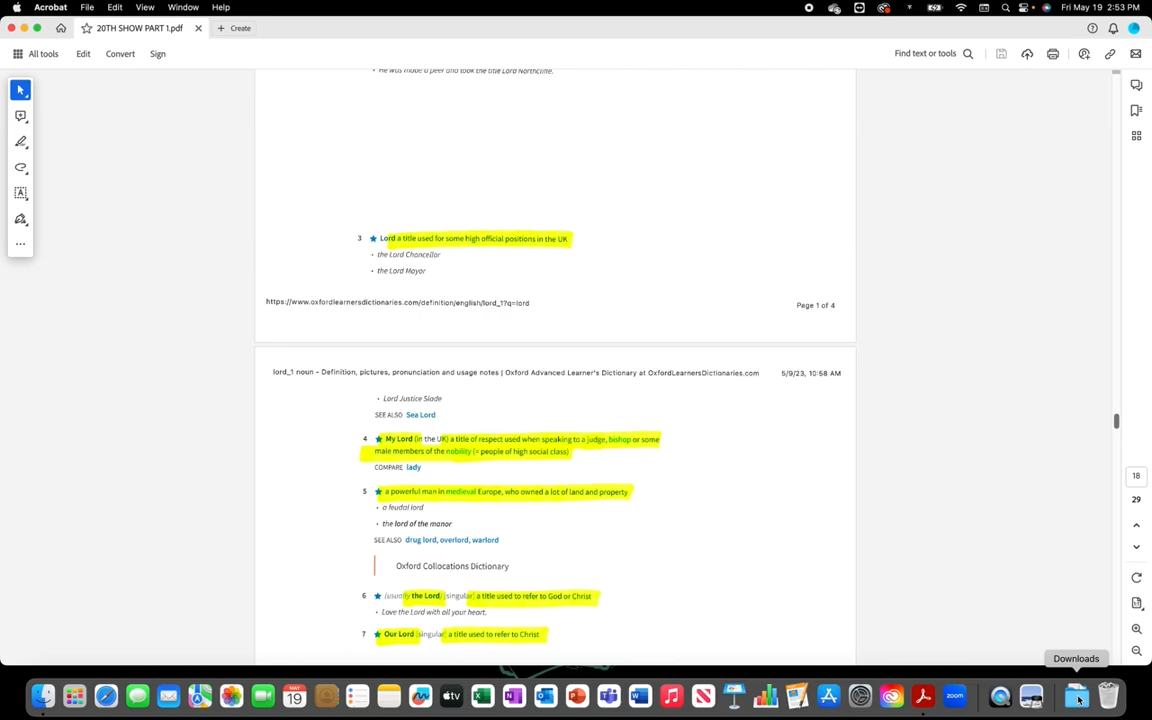 Acrobat File Edit View Window Help Fri May 19 2:53 PM
20TH SHOW PART 1.pdf Create
All tools Edit Convert Sign Find text or tools
• He was made a peer and took the title Lord Northcliffe.
3 Lord a title used for some high official positions in the UK
• the Lord Chancellor
• the Lord Mayor
https://www.oxfordlearnersdictionaries.com/definition/english/lord_1?q=lord Page 1 of 4
lord_1 noun - Definition, pictures, pronunciation and usage notes | Oxford Advanced Learner's Dictionary at OxfordLearnersDictionaries.com 5/9/23, 10:58 AM
• Lord Justice Slade
SEE ALSO Sea Lord
4 My Lord (in the UK) a title of respect used when speaking to a judge, bishop or some
male members of the nobility (= people of high social class)
COMPARE lady
5 a powerful man in medieval Europe, who owned a lot of land and property
• a feudal lord
• the lord of the manor
SEE ALSO drug lord, overlord, warlord
Oxford Collocations Dictionary
6 (usually the Lord) [singular] a title used to refer to God or Christ
• Love the Lord with all your heart.
7 Our Lord [singular] a title used to refer to Christ
18
29
Downloads
MAY
19
tv
zoom